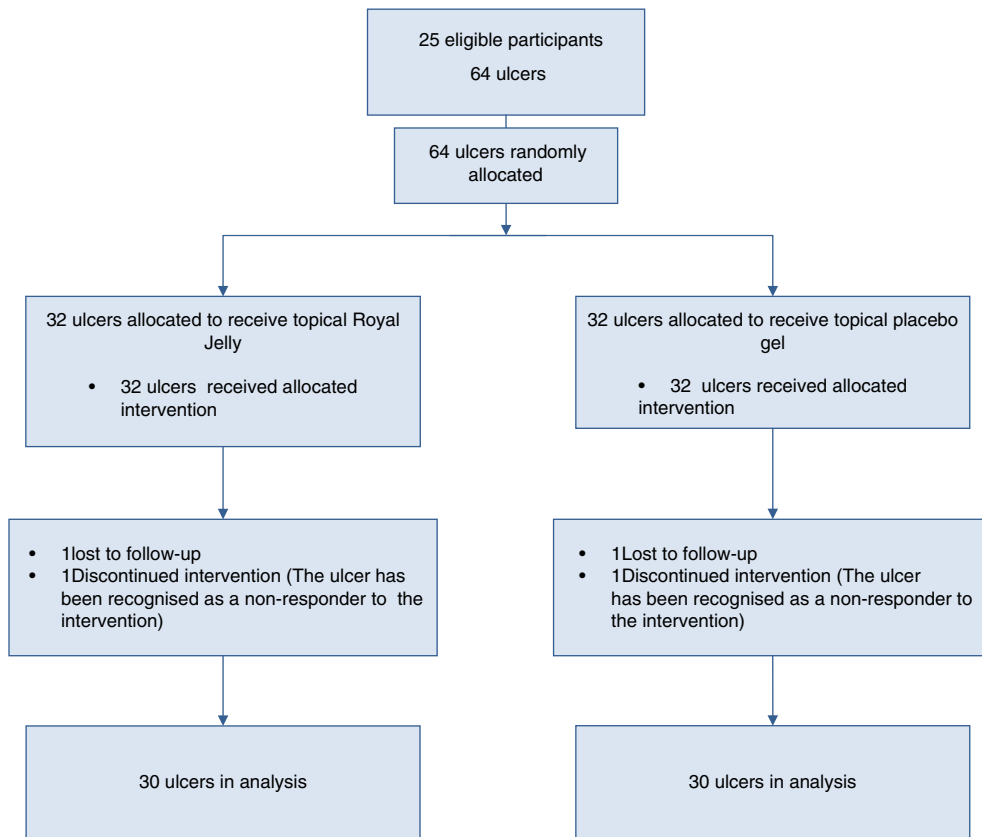 25 eligible participants
64 ulcers
64 ulcers randomly
allocated
32 ulcers allocated to receive topical Royal
Jelly
• 32 ulcers received allocated
intervention
32 ulcers allocated to receive topical placebo
gel
• 32 ulcers received allocated
intervention
• 1lost to follow-up
• 1Discontinued intervention (The ulcer has
been recognised as a non-responder to the
intervention)
• 1Lost to follow-up
• 1Discontinued intervention (The ulcer
has been recognised as a non-responder to
the intervention)
30 ulcers in analysis
30 ulcers in analysis